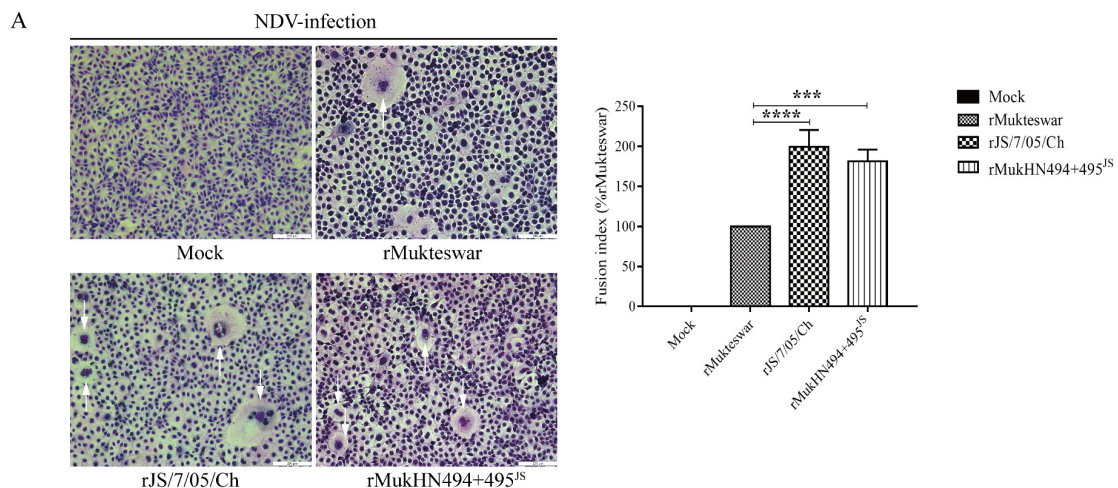 A
NDV-infection
Mock
rMukteswar
rJS/7/05/Ch
rMukHN494+495ᴶˢ
Fusion index (%rMukteswar)
250
200
150
100
50
0
***
****
Mock
rMukteswar
rJS/7/05/Ch
rMukHN494+495ᴶˢ
Mock
rMukteswar
rJS/7/05/Ch
rMukHN494+495ᴶˢ